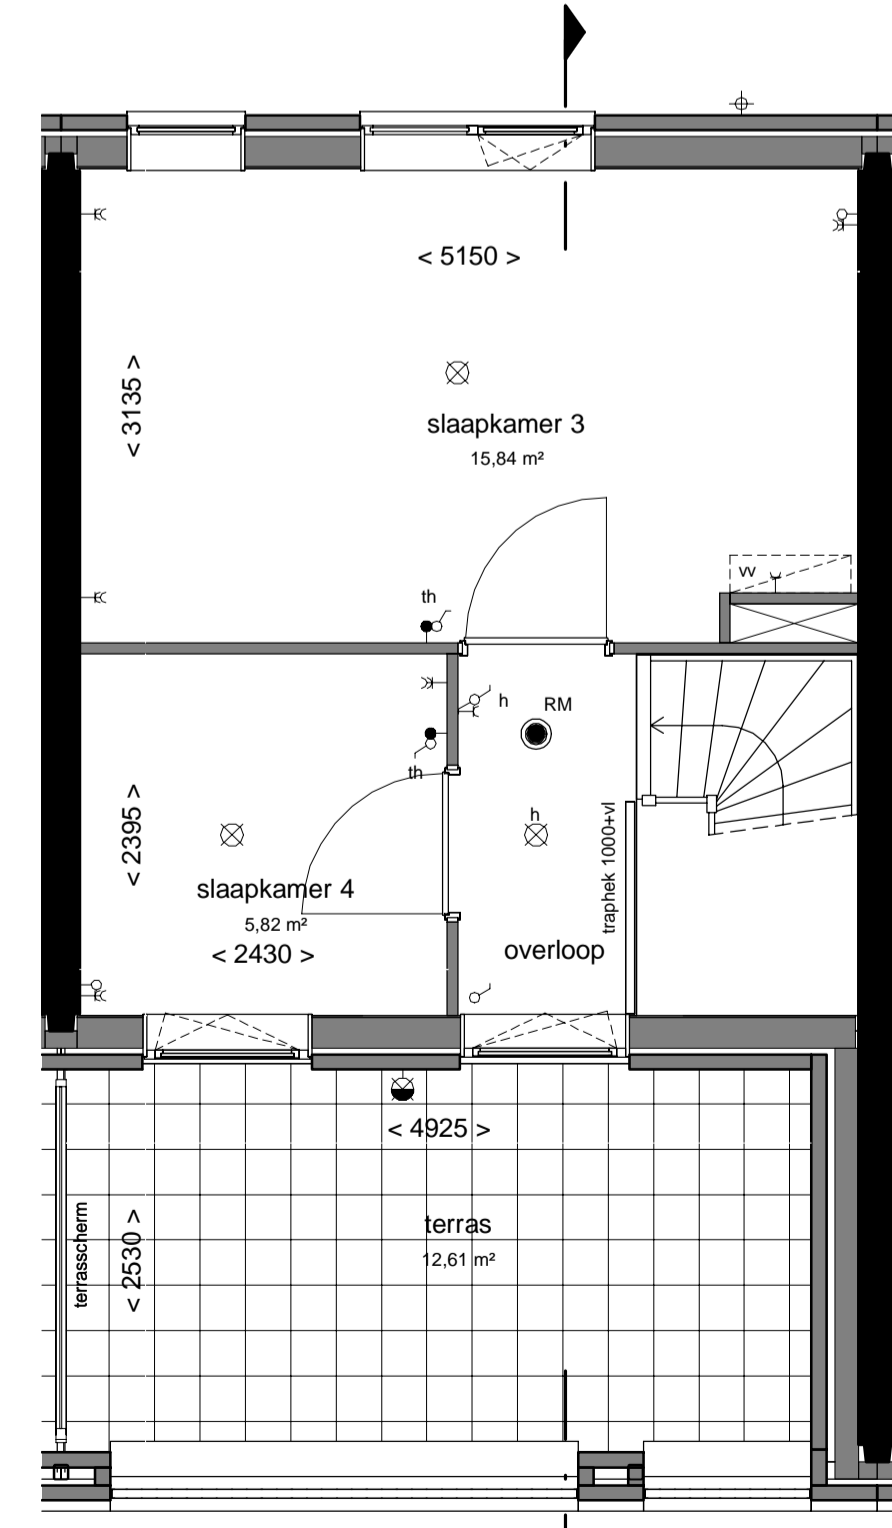 < 5150 >
< 3135 >
slaapkamer 3
15,84 m²
vv
th
h
RM
th
< 2395 >
h
traphek 1000+vl
slaapkamer 4
5,82 m²
< 2430 >
overloop
< 4925 >
terrasscherm
< 2530 >
terras
12,61 m²